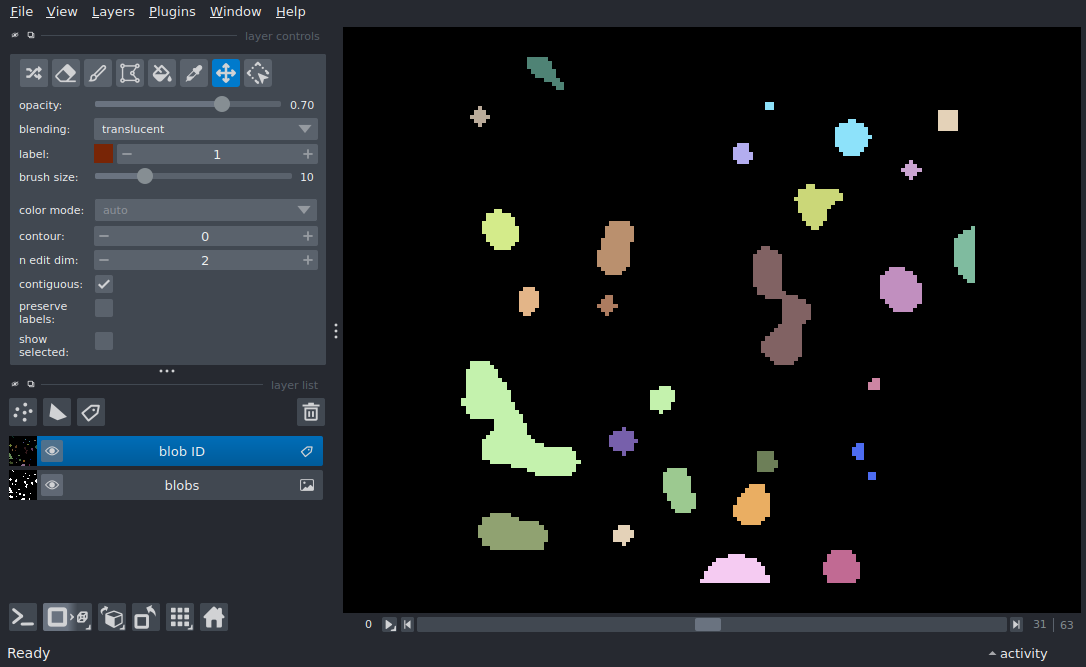 File View Layers Plugins Window Help
layer controls
opacity: 0.70
blending: translucent
label: 1
brush size: 10
color mode: auto
contour: 0
n edit dim: 2
contiguous:
preserve
labels:
show
selected:
layer list
blob ID
blobs
0 31 | 63
Ready activity